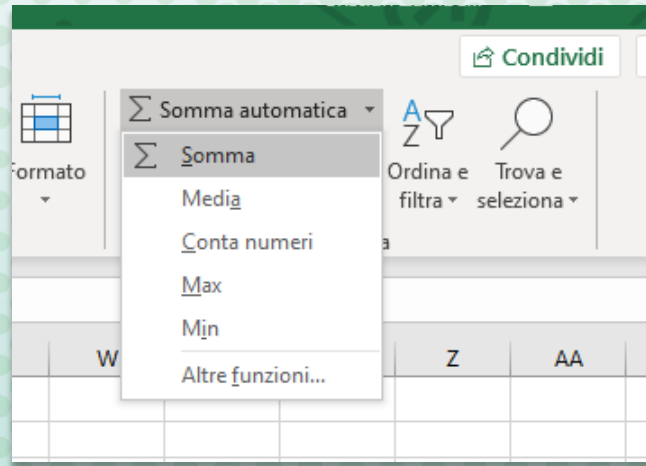 Condividi
Somma automatica
Formato
Somma
Media
Conta numeri
Max
Min
Altre funzioni...
A
Z
Ordina e
filtra
Trova e
seleziona
a
W
Z
AA